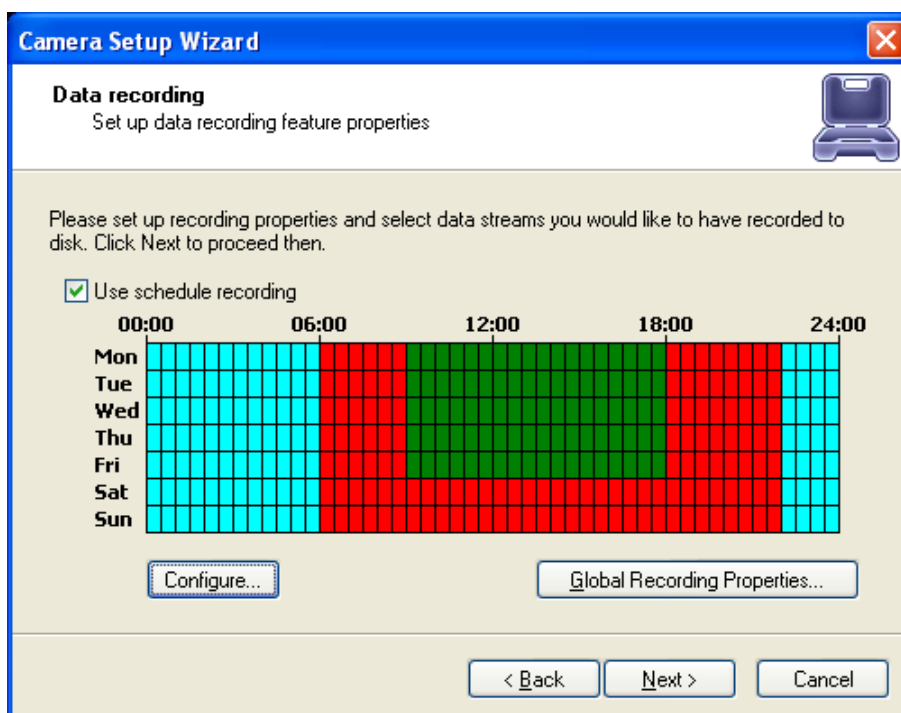 Camera Setup Wizard
Data recording
Set up data recording feature properties
Please set up recording properties and select data streams you would like to have recorded to
disk. Click Next to proceed then.
Use schedule recording
00:00 06:00 12:00 18:00 24:00
Mon
Tue
Wed
Thu
Fri
Sat
Sun
Configure... Global Recording Properties...
< Back Next > Cancel